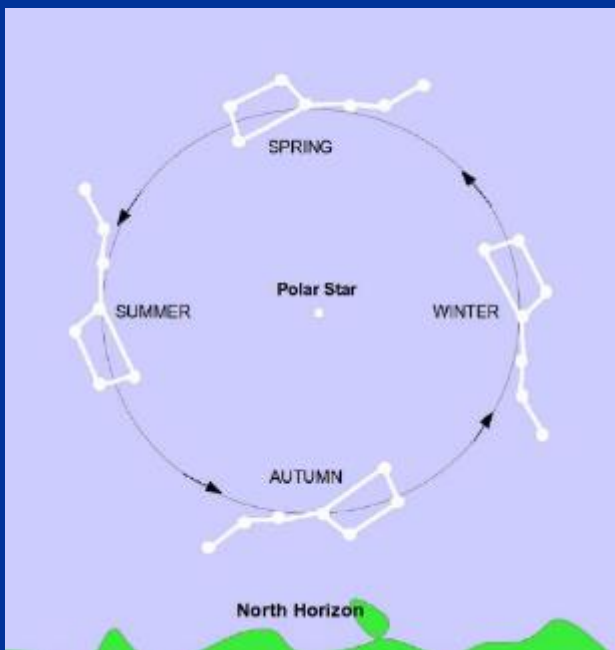 SPRING
Polar Star
SUMMER
WINTER
AUTUMN
North Horizon